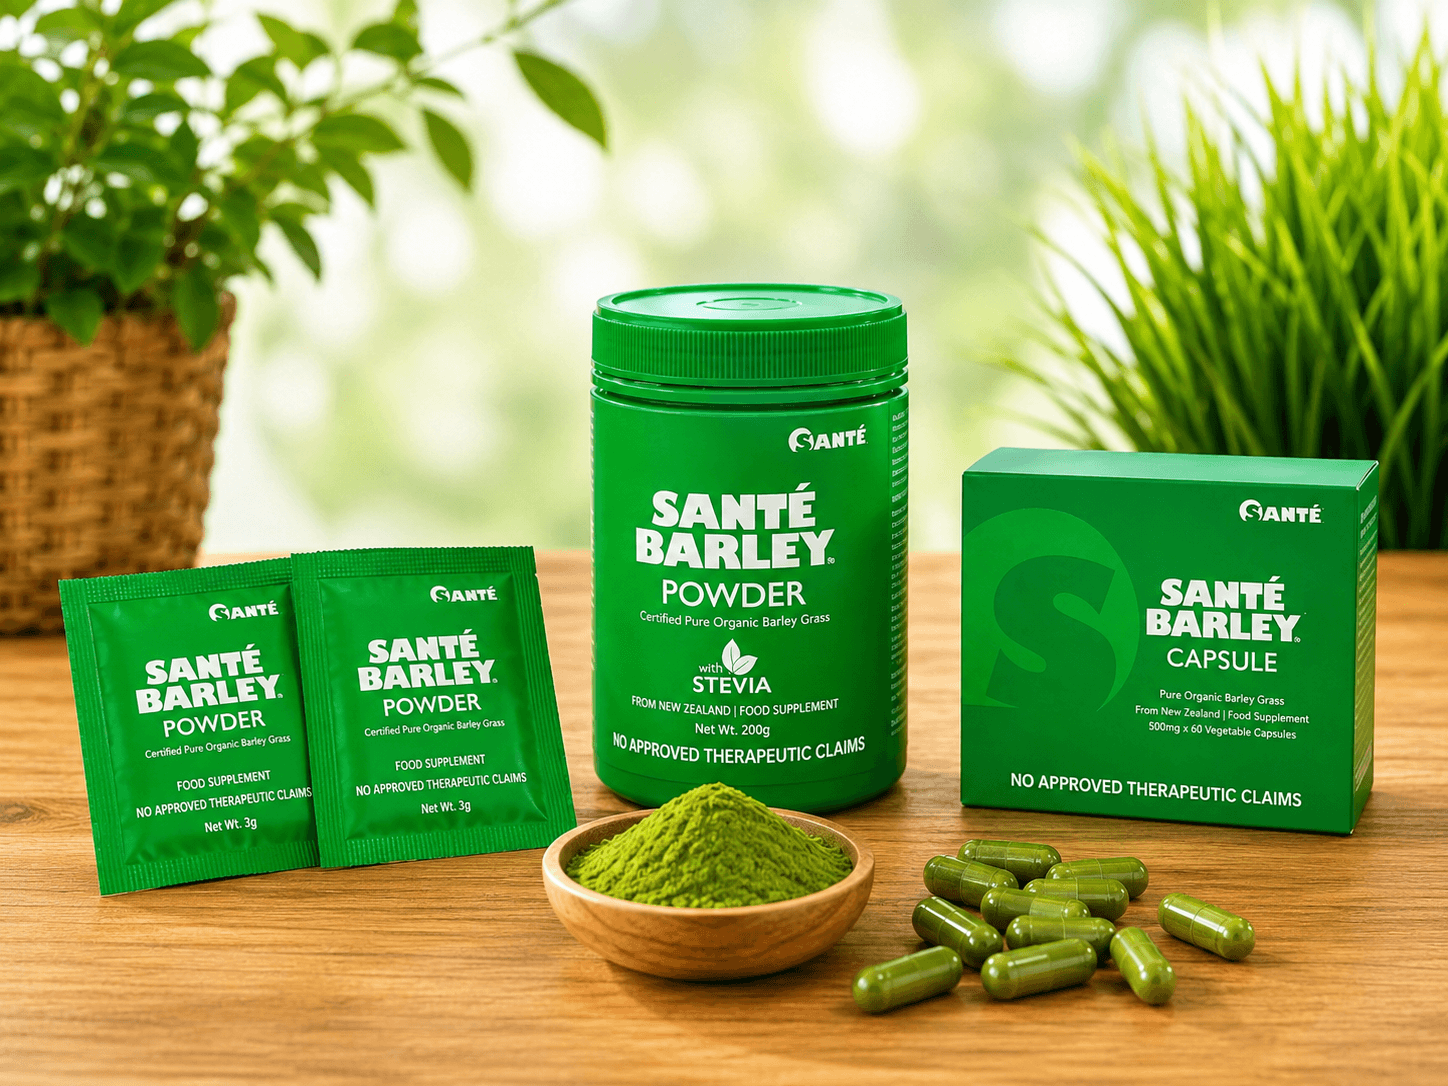 SANTÉ
SANTÉ
BARLEY
POWDER
Certified Pure Organic Barley Grass
FOOD SUPPLEMENT
NO APPROVED THERAPEUTIC CLAIMS
Net Wt. 3g
SANTÉ
SANTÉ
BARLEY
POWDER
Certified Pure Organic Barley Grass
FOOD SUPPLEMENT
NO APPROVED THERAPEUTIC CLAIMS
Net Wt. 3g
SANTÉ
SANTÉ
BARLEY
POWDER
Certified Pure Organic Barley Grass
with
STEVIA
FROM NEW ZEALAND | FOOD SUPPLEMENT
Net Wt. 200g
NO APPROVED THERAPEUTIC CLAIMS
SANTÉ
S
SANTÉ
BARLEY
CAPSULE
Pure Organic Barley Grass
From New Zealand | Food Supplement
500mg x 60 Vegetable Capsules
NO APPROVED THERAPEUTIC CLAIMS